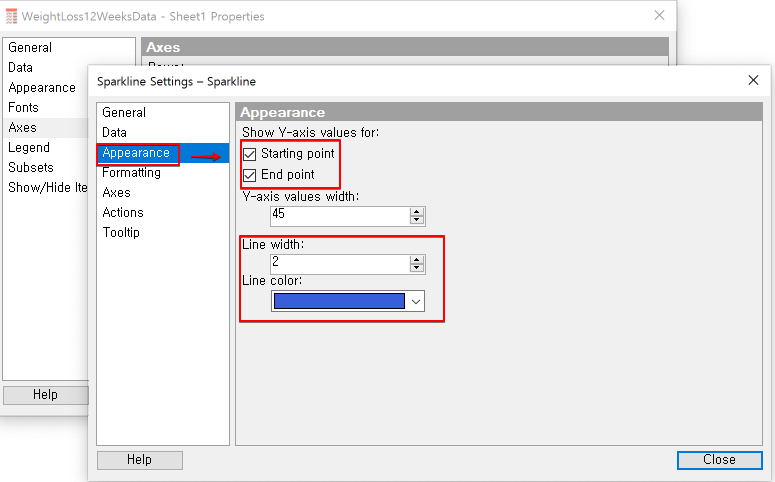 WeightLoss12WeeksData - Sheet1 Properties
General
Data
Appearance
Fonts
Axes
Legend
Subsets
Show/Hide Ite
Help
Axes
Sparkline Settings – Sparkline
General
Data
Appearance
Formatting
Axes
Actions
Tooltip
Appearance
Show Y-axis values for:
Starting point
End point
Y-axis values width:
45
Line width:
2
Line color:
Help
Close